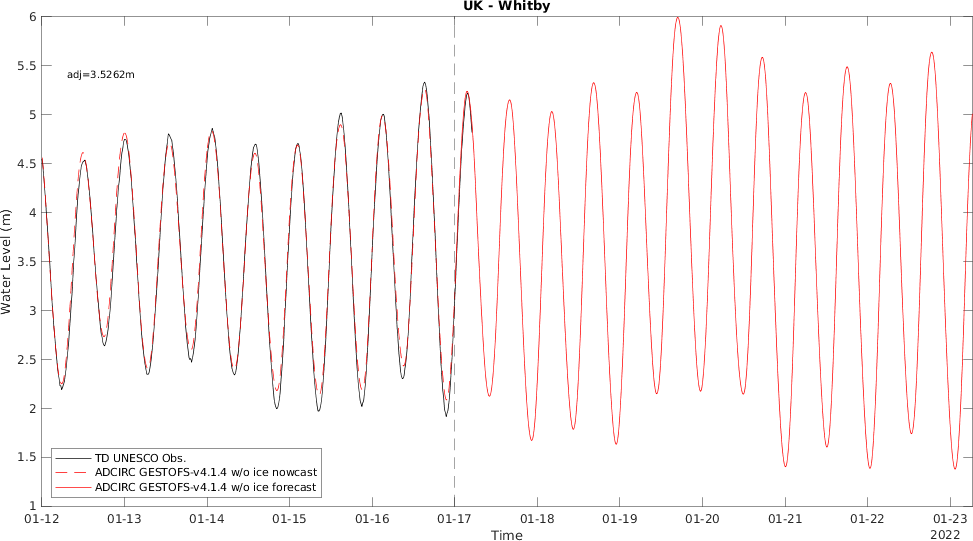 UK - Whitby
adj=3.5262m
6
5.5
5
4.5
4
3.5
3
2.5
2
1.5
1
Water Level (m)
TD UNESCO Obs.
ADCIRC GESTOFS-v4.1.4 w/o ice nowcast
ADCIRC GESTOFS-v4.1.4 w/o ice forecast
01-12 01-13 01-14 01-15 01-16 01-17 01-18 01-19 01-20 01-21 01-22 01-23
Time
2022